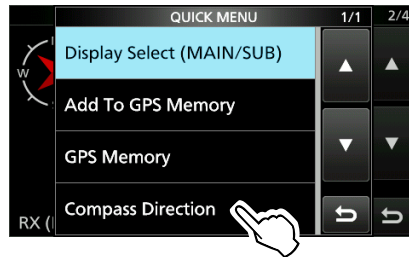 QUICK MENU 1/1 2/4
Display Select (MAIN/SUB)
W
Add To GPS Memory
GPS Memory
Compass Direction
RX (